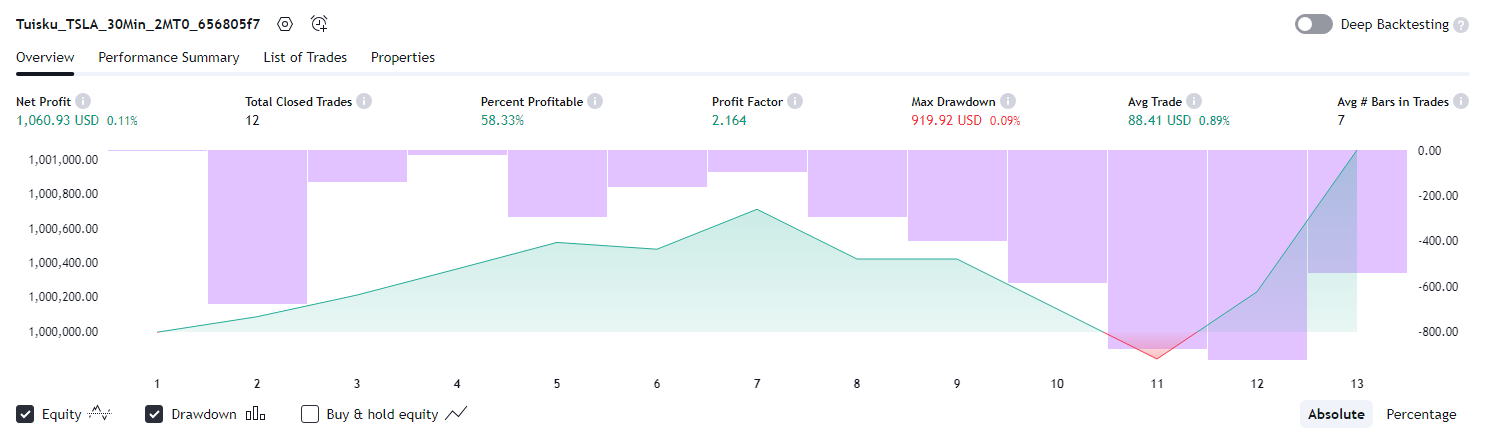 Tuisku_TSLA_30Min_2MT0_656805f7
Deep Backtesting ?
Overview Performance Summary List of Trades Properties
Net Profit i Total Closed Trades i Percent Profitable i Profit Factor i Max Drawdown i Avg Trade i Avg # Bars in Trades i
1,060.93 USD 0.11% 12 58.33% 2.164 919.92 USD 0.09% 88.41 USD 0.89% 7
1,001,000.00 0.00
1,000,800.00 -200.00
1,000,600.00 -400.00
1,000,400.00
1,000,200.00 -600.00
1,000,000.00 -800.00
1 2 3 4 5 6 7 8 9 10 11 12 13
Equity Drawdown Buy & hold equity Absolute Percentage